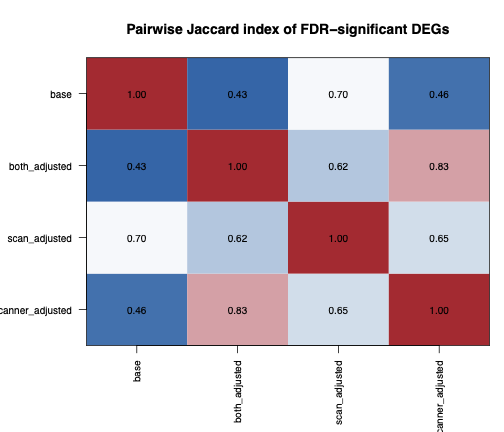 Pairwise Jaccard index of FDR−significant DEGs
base 1.00 0.43 0.70 0.46
both_adjusted 0.43 1.00 0.62 0.83
scan_adjusted 0.70 0.62 1.00 0.65
canner_adjusted 0.46 0.83 0.65 1.00
base
both_adjusted
scan_adjusted
anner_adjusted